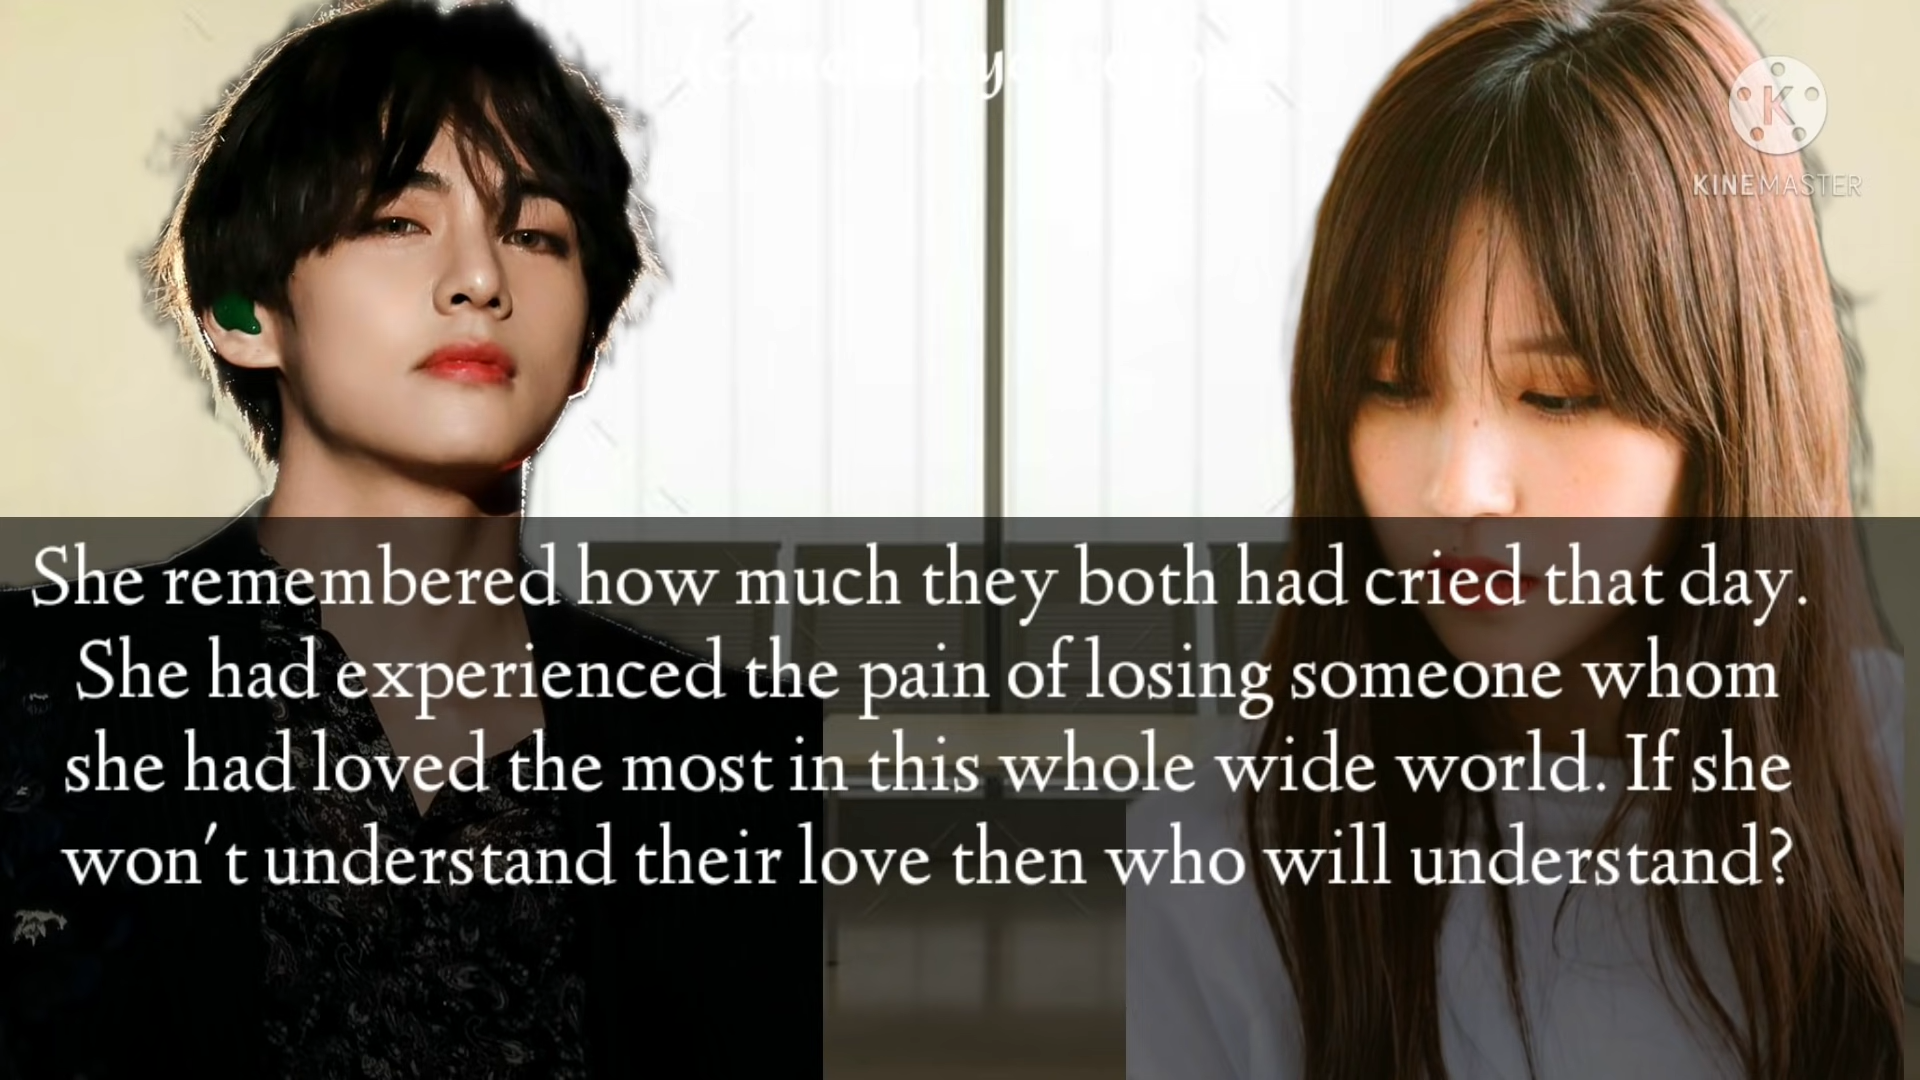 KINEMASTER
She remembered how much they both had cried that day.
She had experienced the pain of losing someone whom
she had loved the most in this whole wide world. If she
won't understand their love then who will understand?